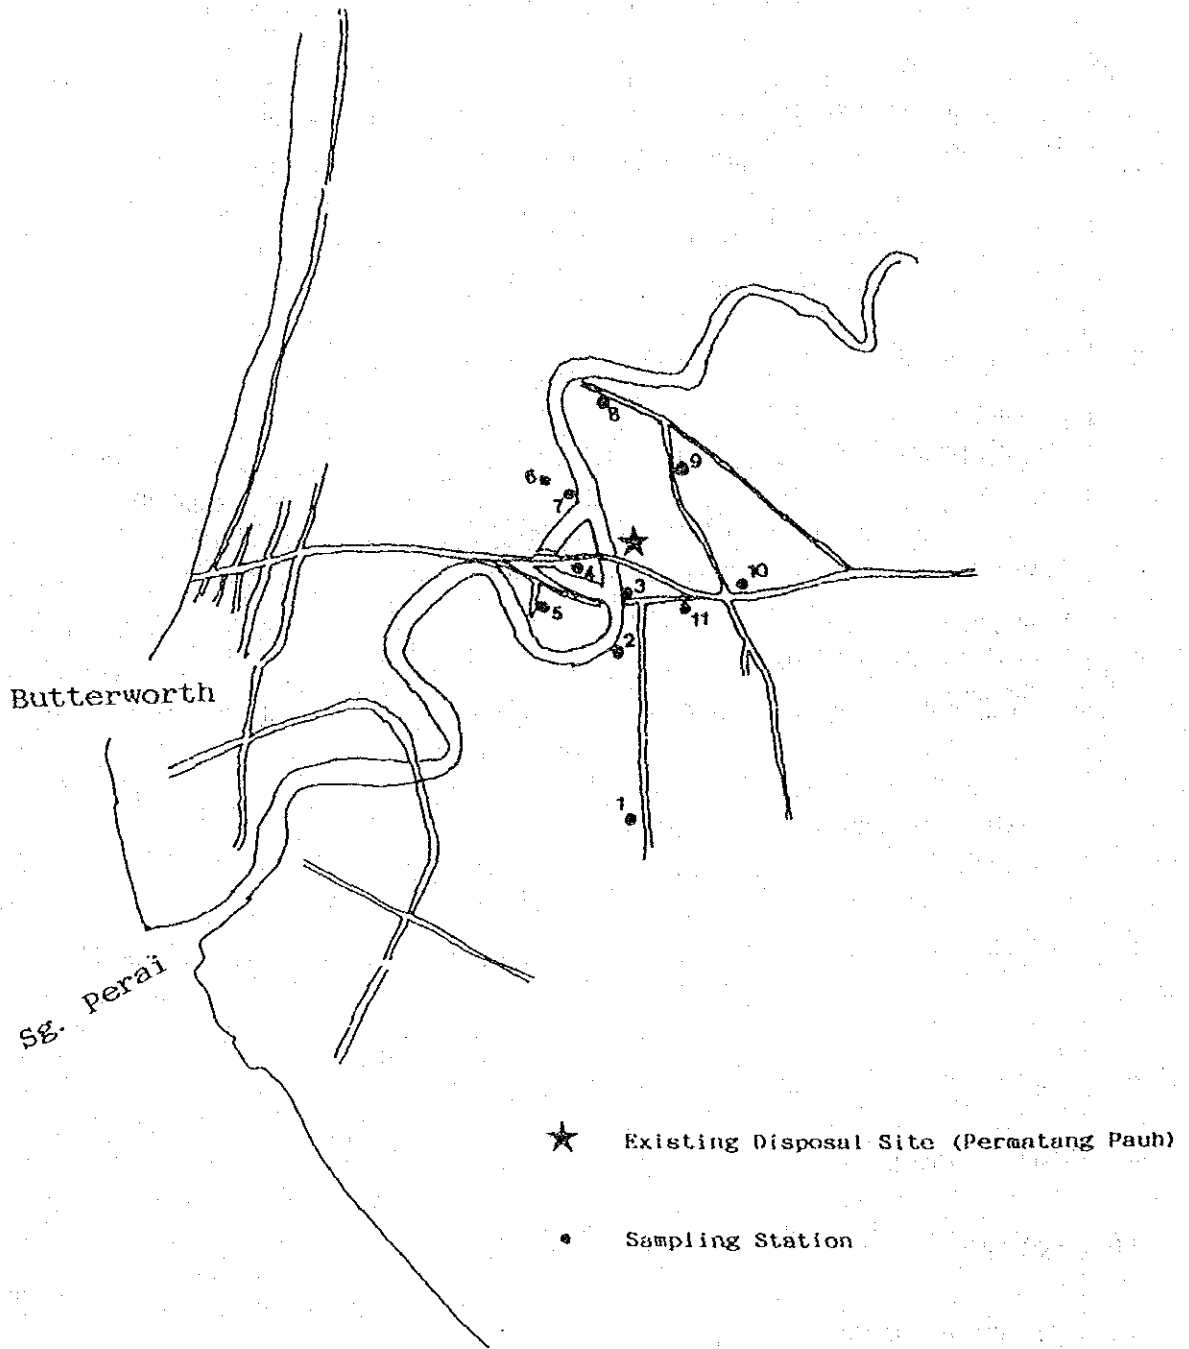 8
9
6
7
10
4
3
5
11
2
Butterworth
1
Sg. Perai
Existing Disposal Site (Permatang Pauh)
Sampling Station